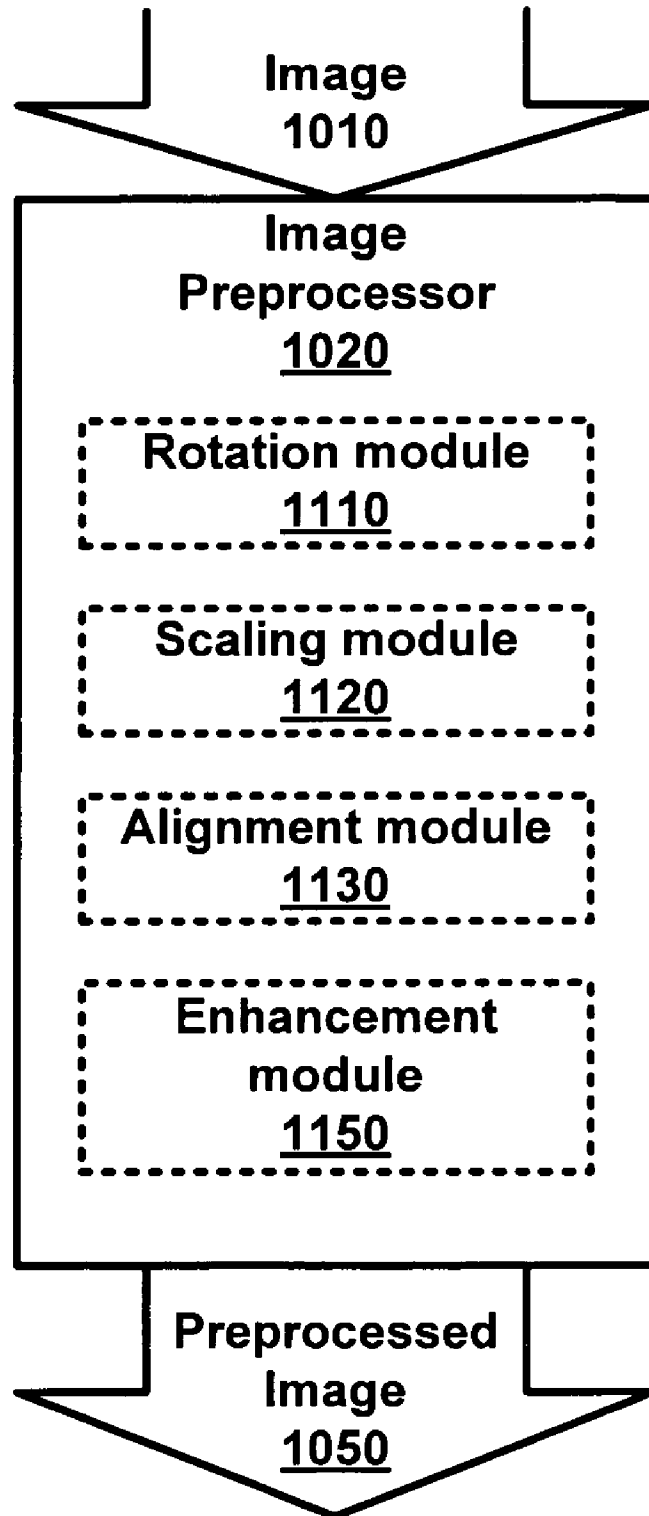 Image
1010
Image
Preprocessor
1020
Rotation module
1110
Scaling module
1120
Alignment module
1130
Enhancement
module
1150
Preprocessed
Image
1050